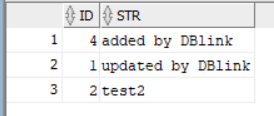 ID STR
1 4 added by DBlink
2 1 updated by DBlink
3 2 test2